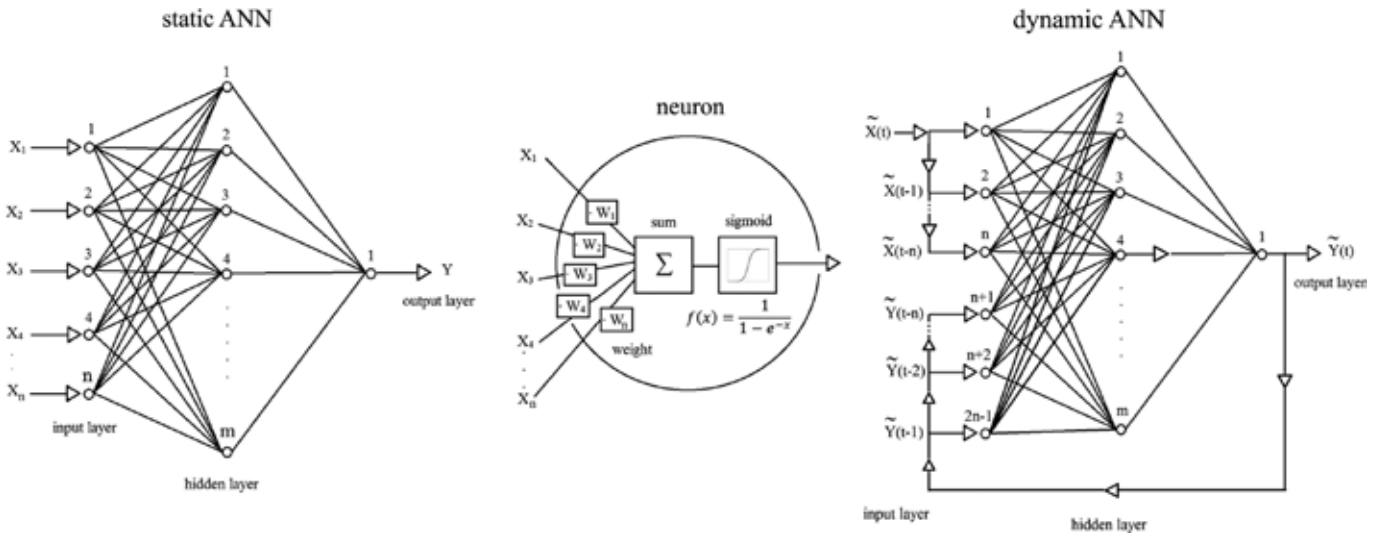 static ANN
1
2
3
4
m
1
2
3
4
n
X₁
X₂
X₃
X₄
Xₙ
1
Y
output layer
input layer
hidden layer
neuron
X₁
X₂
X₃
X₄
Xₙ
W₁
W₂
W₃
W₄
Wₙ
weight
sum
Σ
sigmoid
f(x) = 1 / (1 − e⁻ˣ)
dynamic ANN
1
2
3
4
m
1
2
n
n+1
n+2
2n-1
X̃(t)
X̃(t-1)
X̃(t-n)
Ỹ(t-n)
Ỹ(t-2)
Ỹ(t-1)
1
Ỹ(t)
output layer
input layer
hidden layer